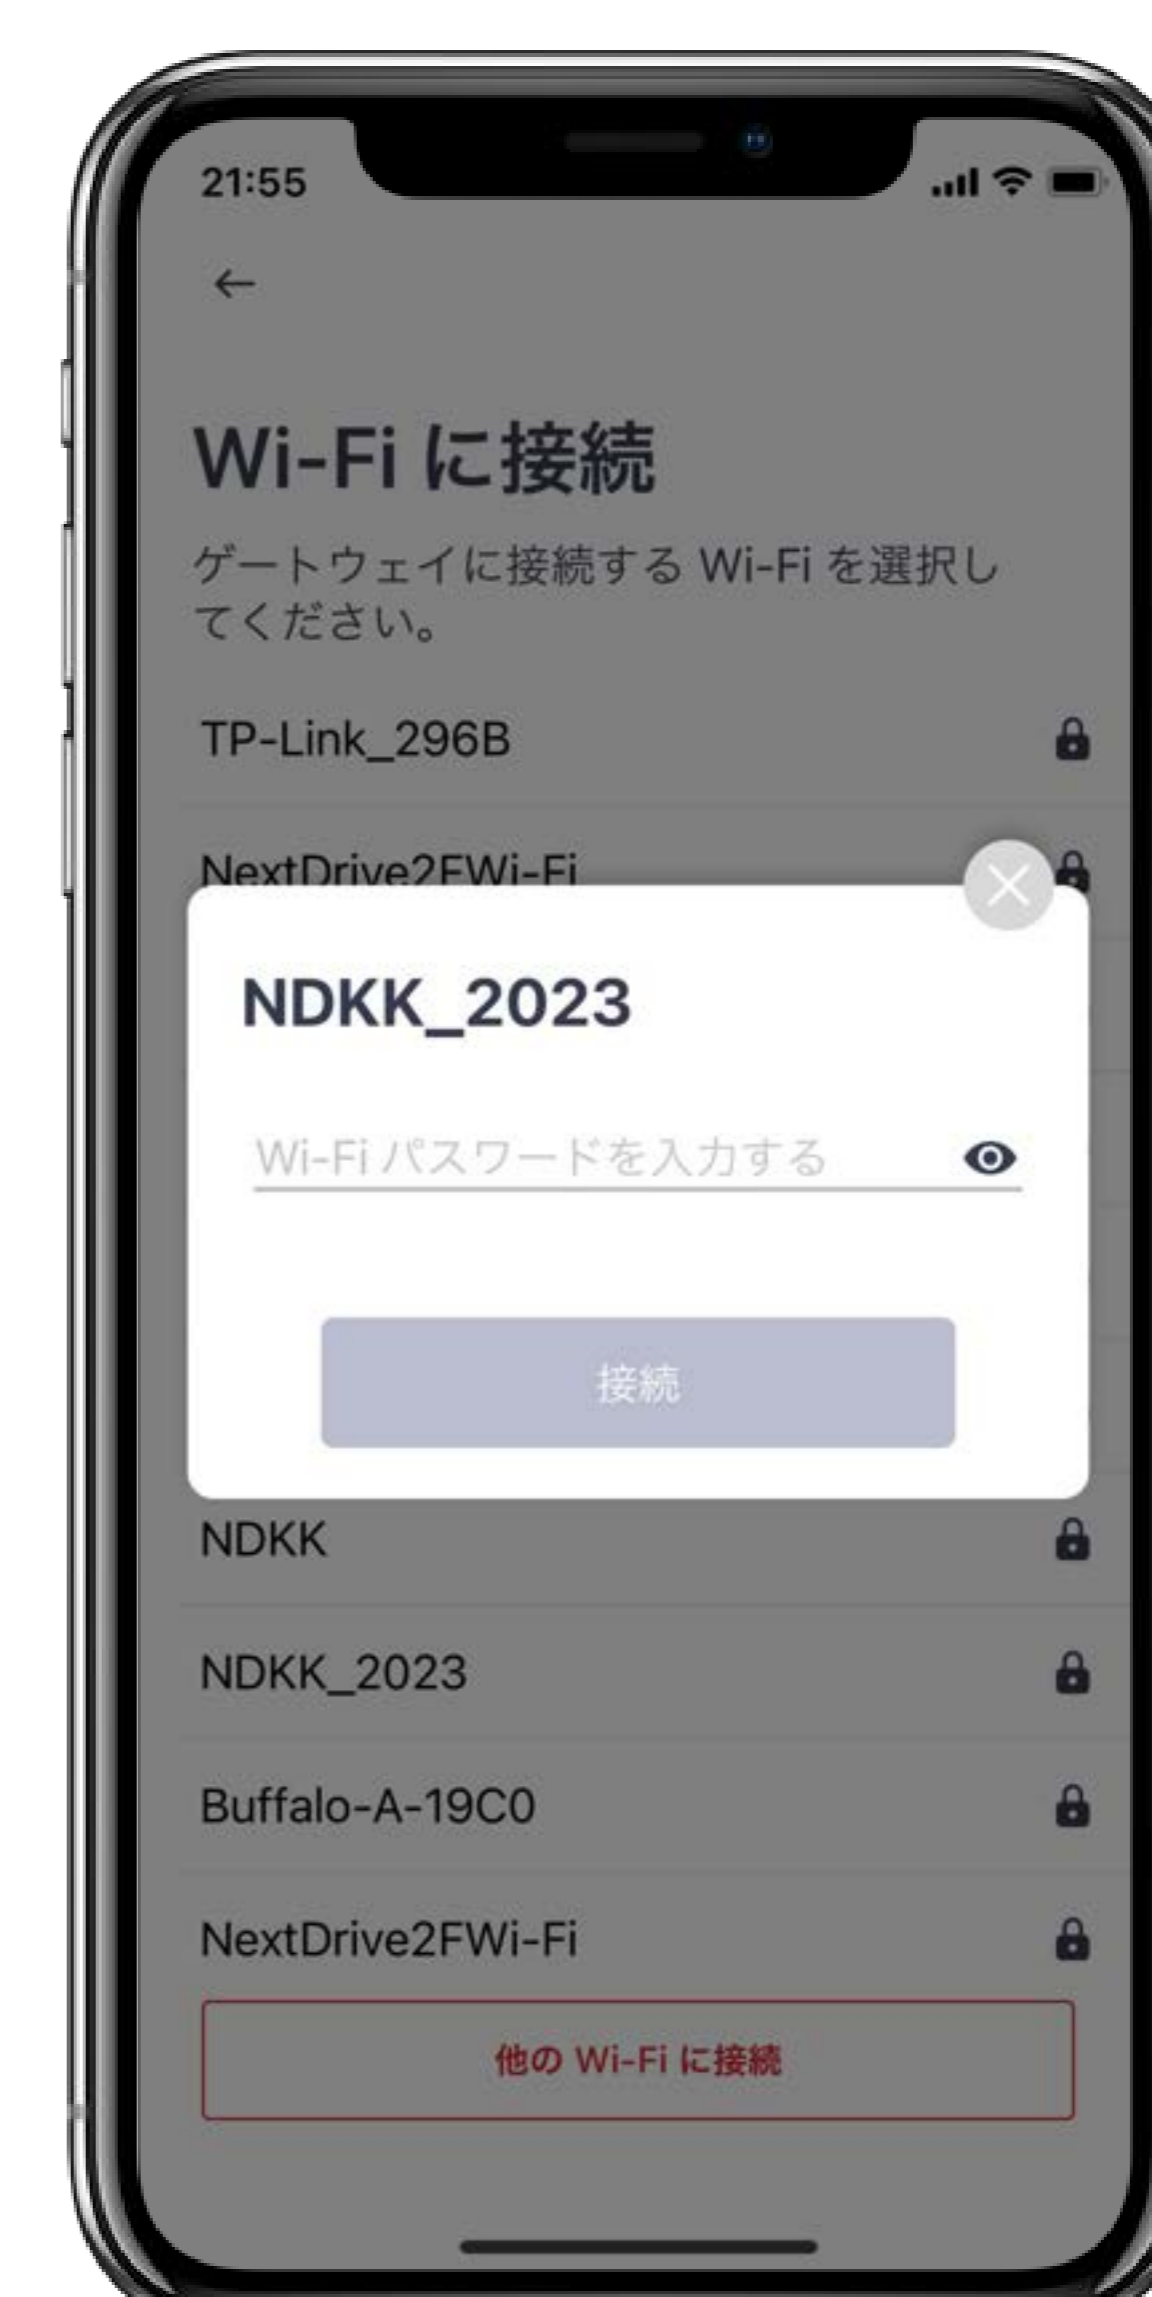 21:55
Wi-Fi に接続
ゲートウェイに接続する Wi-Fi を選択し
てください。
TP-Link_296B
NextDrive2FWi-Fi
NDKK_2023
Wi-Fi パスワードを入力する
接続
NDKK
NDKK_2023
Buffalo-A-19C0
NextDrive2FWi-Fi
他の Wi-Fi に接続